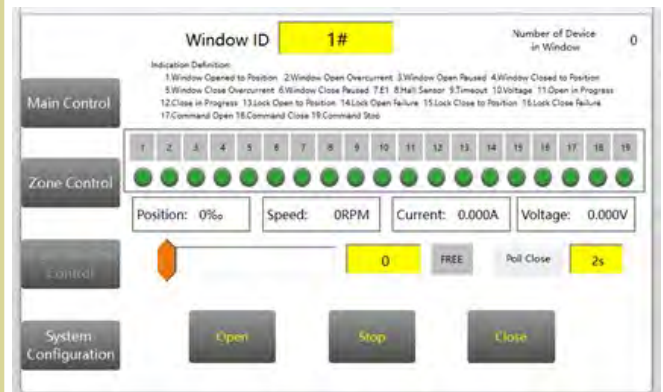 Window ID
1#
Number of Device
in Window
0
Indication Definition:
1.Window Opened to Position 2.Window Open Overcurrent 3.Window Open Paused 4.Window Closed to Position
5.Window Close Overcurrent 6.Window Close Paused 7.E1 8.Hall Sensor 9.Timeout 10.Voltage 11.Open in Progress
12.Close in Progress 13.Lock Open to Position 14.Lock Open Failure 15.Lock Close to Position 16.Lock Close Failure
17.Command Open 18.Command Close 19.Command Stop
Main Control
1 2 3 4 5 6 7 8 9 10 11 12 13 14 15 16 17 18 19
Zone Control
Position: 0‰
Speed: 0RPM
Current: 0.000A
Voltage: 0.000V
Control
0
FREE
Poll Close
2s
System
Configuration
Open
Stop
Close